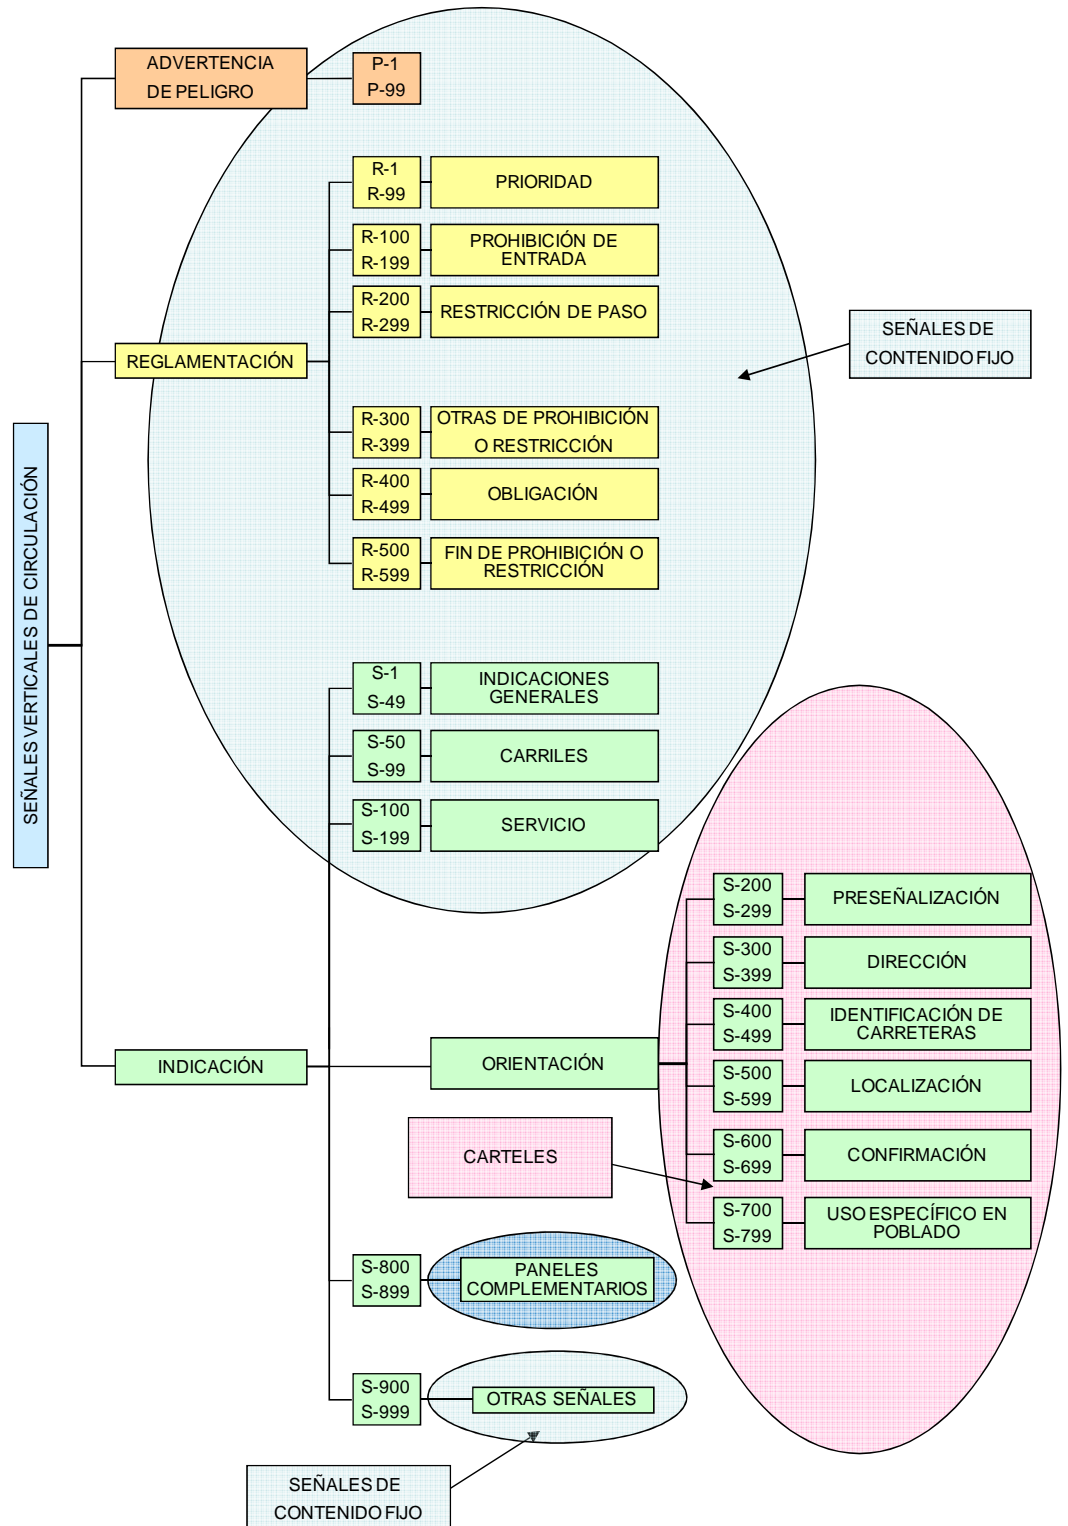 ADVERTENCIA
DE PELIGRO
P-1
P-99
R-1
R-99
PRIORIDAD
R-100
R-199
PROHIBICIÓN DE
ENTRADA
R-200
R-299
RESTRICCIÓN DE PASO
SEÑALES DE
CONTENIDO FIJO
REGLAMENTACIÓN
R-300
R-399
OTRAS DE PROHIBICIÓN
O RESTRICCIÓN
R-400
R-499
OBLIGACIÓN
R-500
R-599
FIN DE PROHIBICIÓN O
RESTRICCIÓN
SEÑALES VERTICALES DE CIRCULACIÓN
S-1
S-49
INDICACIONES
GENERALES
S-50
S-99
CARRILES
S-100
S-199
SERVICIO
S-200
S-299
PRESEÑALIZACIÓN
S-300
S-399
DIRECCIÓN
S-400
S-499
IDENTIFICACIÓN DE
CARRETERAS
INDICACIÓN
ORIENTACIÓN
S-500
S-599
LOCALIZACIÓN
CARTELES
S-600
S-699
CONFIRMACIÓN
S-700
S-799
USO ESPECÍFICO EN
POBLADO
S-800
S-899
PANELES
COMPLEMENTARIOS
S-900
S-999
OTRAS SEÑALES
SEÑALES DE
CONTENIDO FIJO